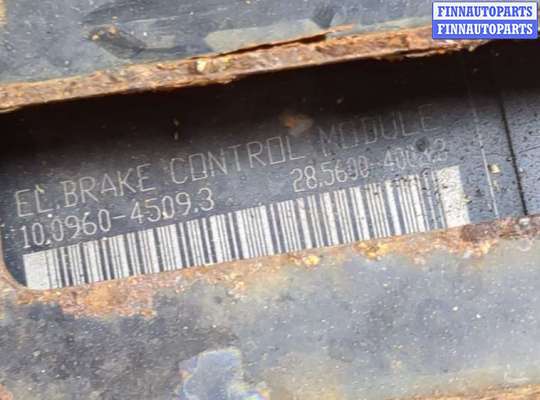 FINNAUTOPARTS
FINNAUTOPARTS
EL.BRAKE CONTROL MODULE
10.0960-4509.3